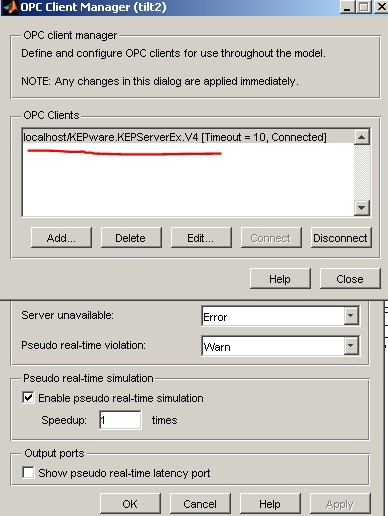 OPC Client Manager (tilt2)
OPC client manager
Define and configure OPC clients for use throughout the model.
NOTE: Any changes in this dialog are applied immediately.
OPC Clients
localhost/KEPware.KEPServerEx.V4 [Timeout = 10, Connected]
Add... Delete Edit... Connect Disconnect
Help Close
Server unavailable: Error
Pseudo real-time violation: Warn
Pseudo real-time simulation
Enable pseudo real-time simulation
Speedup: 1 times
Output ports
Show pseudo real-time latency port
OK Cancel Help Apply